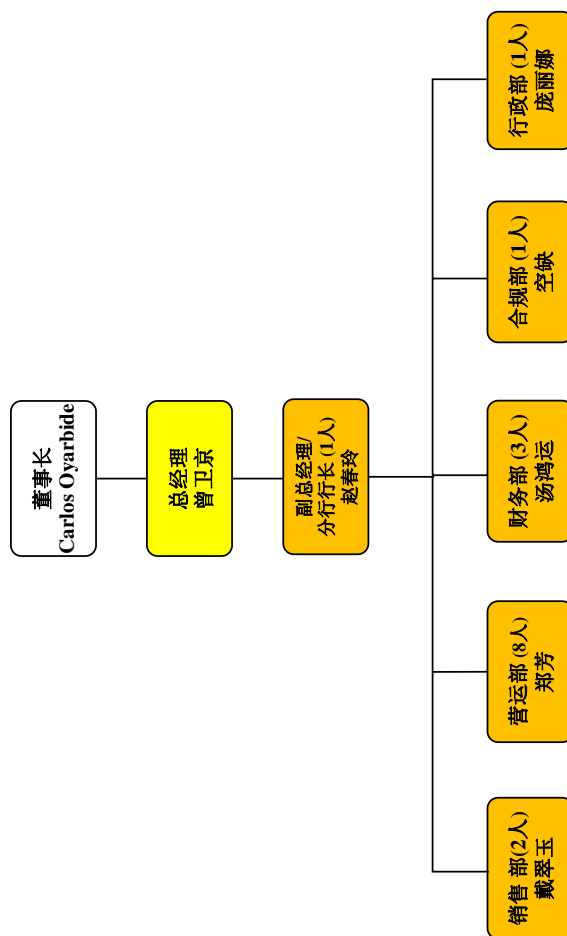 董事长
Carlos Oyarbide
总经理
曾卫京
副总经理/
分行行长 (1人)
赵春玲
销售 部(2人)
戴翠玉
营运部 (8人)
郑芳
财务部 (3人)
汤鸿运
合规部 (1人)
空缺
行政部 (1人)
庞丽娜